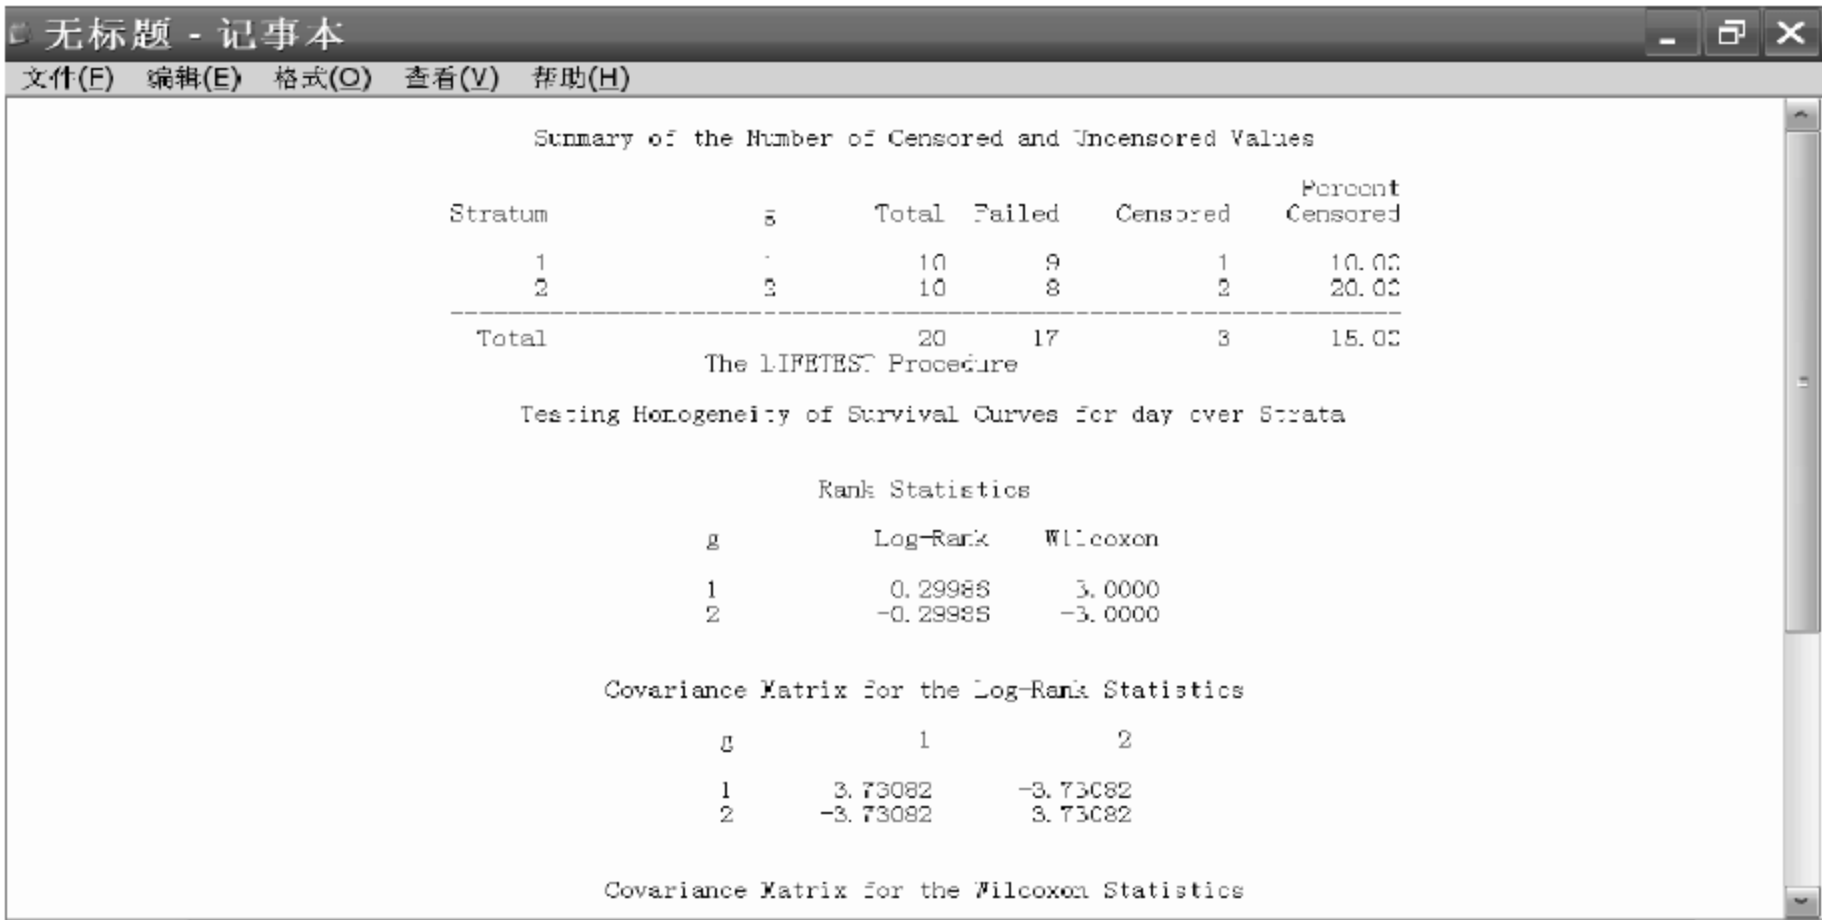 无标题 - 记事本
文件(F) 编辑(E) 格式(O) 查看(V) 帮助(H)
Summary of the Number of Censored and Uncensored Values
Percent
Stratum g Total Failed Censored Censored
1 1 10 9 1 10.00
2 2 10 8 2 20.00
Total 20 17 3 15.00
The LIFETEST Procedure
Testing Homogeneity of Survival Curves for day over Strata
Rank Statistics
g Log-Rank Wilcoxon
1 0.29986 3.0000
2 -0.29986 -3.0000
Covariance Matrix for the Log-Rank Statistics
g 1 2
1 3.73082 -3.73082
2 -3.73082 3.73082
Covariance Matrix for the Wilcoxon Statistics